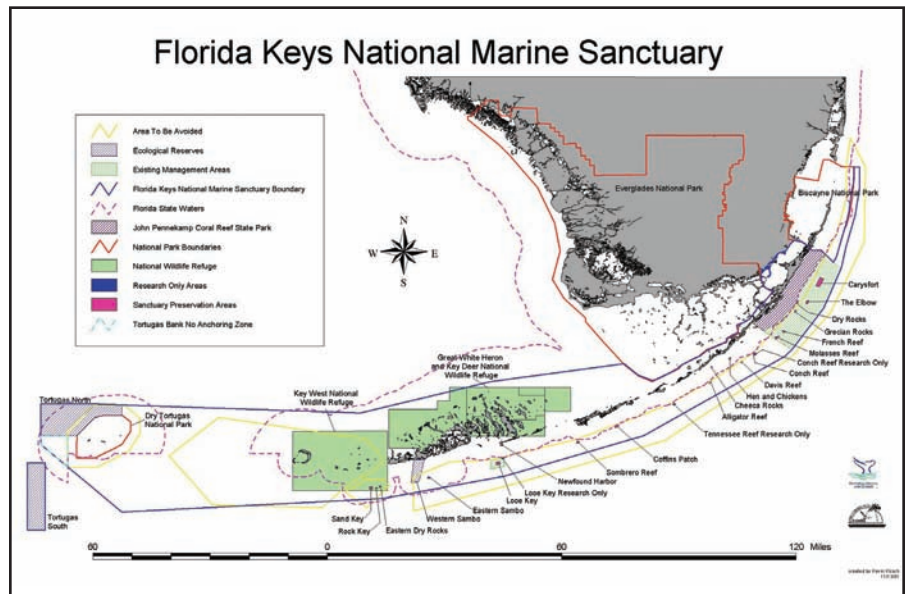 Florida Keys National Marine Sanctuary
Area To Be Avoided
Ecological Reserves
Existing Management Areas
Florida Keys National Marine Sanctuary Boundary
Florida State Waters
John Pennekamp Coral Reef State Park
National Park Boundaries
National Wildlife Refuge
Research Only Areas
Sanctuary Preservation Areas
Tortugas Bank No Anchoring Zone
N
W
E
S
Everglades National Park
Biscayne National Park
Carysfort
The Elbow
Dry Rocks
Grecian Rocks
French Reef
Molasses Reef
Conch Reef Research Only
Conch Reef
Davis Reef
Hen and Chickens
Cheeca Rocks
Alligator Reef
Tennessee Reef Research Only
Coffins Patch
Sombrero Reef
Newfound Harbor
Looe Key Research Only
Looe Key
Eastern Sambo
Western Sambo
Eastern Dry Rocks
Rock Key
Sand Key
Great White Heron
and Key Deer National
Wildlife Refuge
Key West National
Wildlife Refuge
Tortugas North
Dry Tortugas
National Park
Tortugas
South
60
0
60
120
Miles